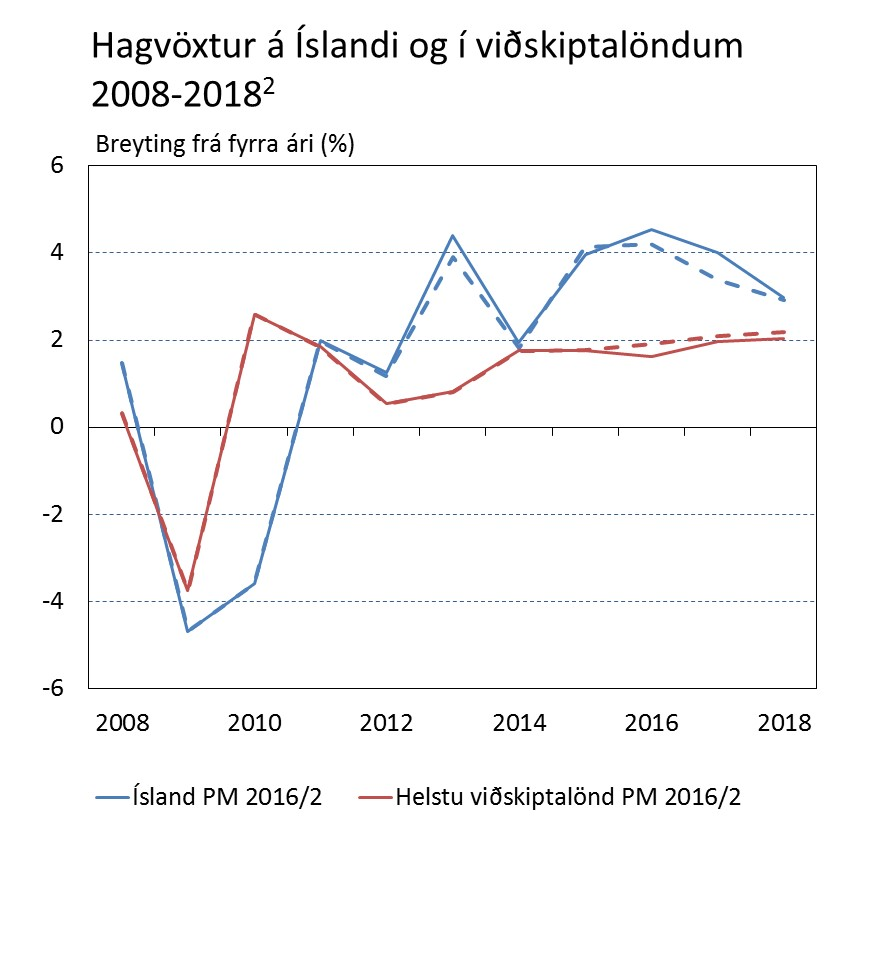 Hagvöxtur á Íslandi og í viðskiptalöndum
2008-2018²
Breyting frá fyrra ári (%)
6
4
2
0
-2
-4
-6
2008 2010 2012 2014 2016 2018
Ísland PM 2016/2 Helstu viðskiptalönd PM 2016/2